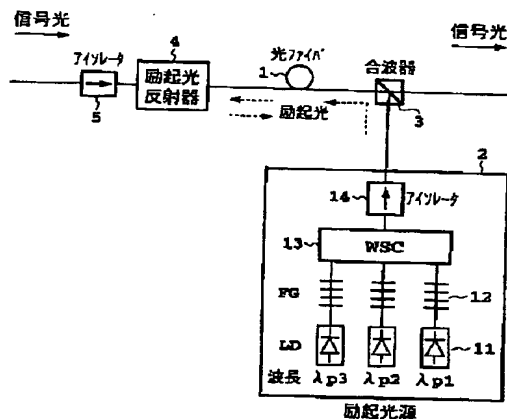 信号光
信号光
アイソレータ
5
4
励起光
反射器
光ファイバ
1
合波器
3
励起光
2
14
アイソレータ
13
WSC
FG
12
LD
11
波長 λp3 λp2 λp1
励起光源